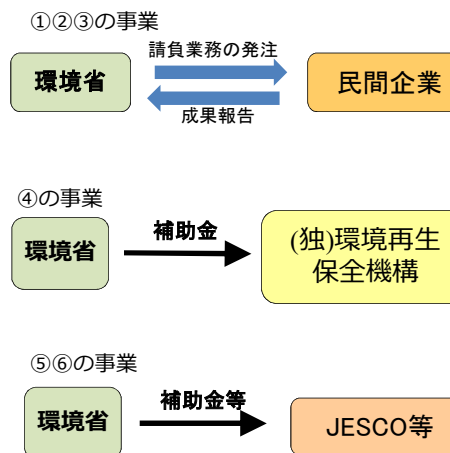 ①②③の事業
請負業務の発注
環境省
民間企業
成果報告
④の事業
環境省
補助金
(独)環境再生
保全機構
⑤⑥の事業
環境省
補助金等
JESCO等